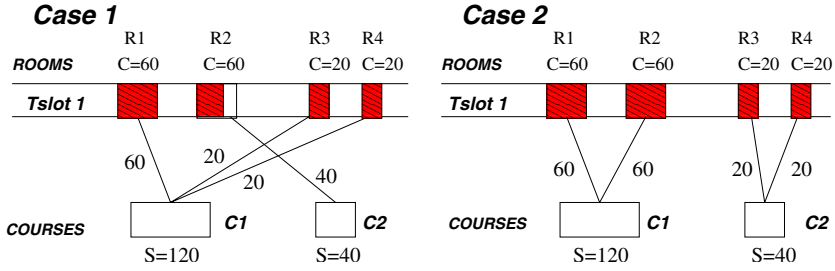 Case 1
R1 R2 R3 R4
ROOMS C=60 C=60 C=20 C=20
Tslot 1
60 20 20 40
COURSES C1 C2
S=120 S=40
Case 2
R1 R2 R3 R4
ROOMS C=60 C=60 C=20 C=20
Tslot 1
60 60 20 20
COURSES C1 C2
S=120 S=40